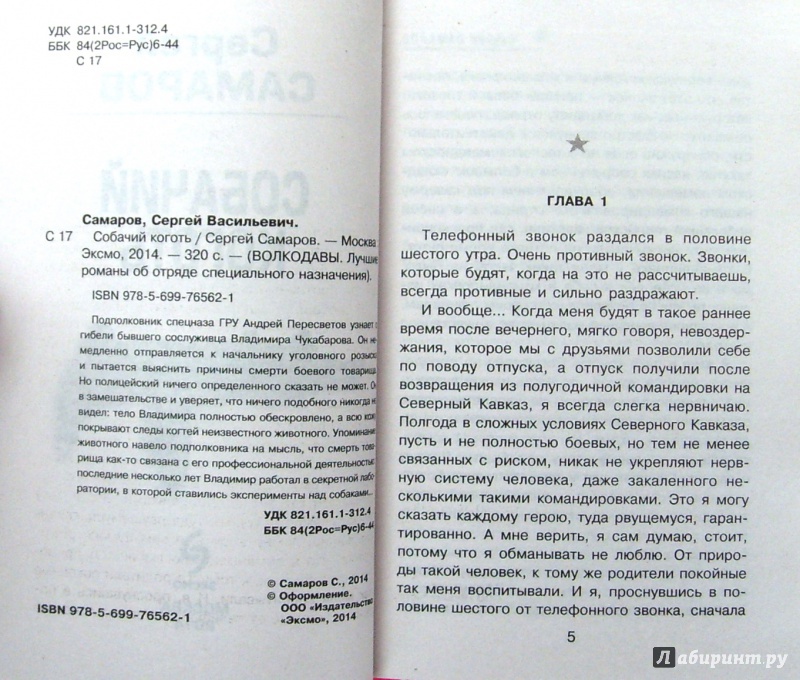 УДК 821.161.1-312.4
ББК 84(2Рос=Рус)6-44
С 17
Самаров, Сергей Васильевич.
С 17 Собачий коготь / Сергей Самаров. — Москва :
Эксмо, 2014. — 320 с. — (ВОЛКОДАВЫ. Лучшие
романы об отряде специального назначения).
ISBN 978-5-699-76562-1
Подполковник спецназа ГРУ Андрей Пересветов узнает о
гибели бывшего сослуживца Владимира Чукабарова. Он не-
медленно отправляется к начальнику уголовного розыска
и пытается выяснить причины смерти боевого товарища.
Но полицейский ничего определенного сказать не может. Он
в замешательстве и уверяет, что ничего подобного никогда не
видел: тело Владимира полностью обескровлено, а всю кожу
покрывают следы когтей неизвестного животного. Упоминание
животного навело подполковника на мысль, что смерть това-
рища как-то связана с его профессиональной деятельностью:
последние несколько лет Владимир работал в секретной лабо-
ратории, в которой ставились эксперименты над собаками...
УДК 821.161.1-312.4
ББК 84(2Рос=Рус)6-44
© Самаров С., 2014
© Оформление.
ООО «Издательство
«Эксмо», 2014
ISBN 978-5-699-76562-1
ГЛАВА 1
Телефонный звонок раздался в половине
шестого утра. Очень противный звонок. Звонки,
которые будят, когда на это не рассчитываешь,
всегда противные и сильно раздражают.
И вообще... Когда меня будят в такое раннее
время после вечернего, мягко говоря, невоздер-
жания, которое мы с друзьями позволили себе
по поводу отпуска, а отпуск получили после
возвращения из полугодичной командировки на
Северный Кавказ, я всегда слегка нервничаю.
Полгода в сложных условиях Северного Кавказа,
пусть и не полностью боевых, но тем не менее
связанных с риском, никак не укрепляют нерв-
ную систему человека, даже закаленного не-
сколькими такими командировками. Это я могу
сказать каждому герою, туда рвущемуся, гаран-
тированно. А мне верить, я сам думаю, стоит,
потому что я обманывать не люблю. От приро-
ды такой человек, к тому же родители покойные
так меня воспитывали. И я, проснувшись в по-
ловине шестого от телефонного звонка, сначала
5
Лабиринт.ру